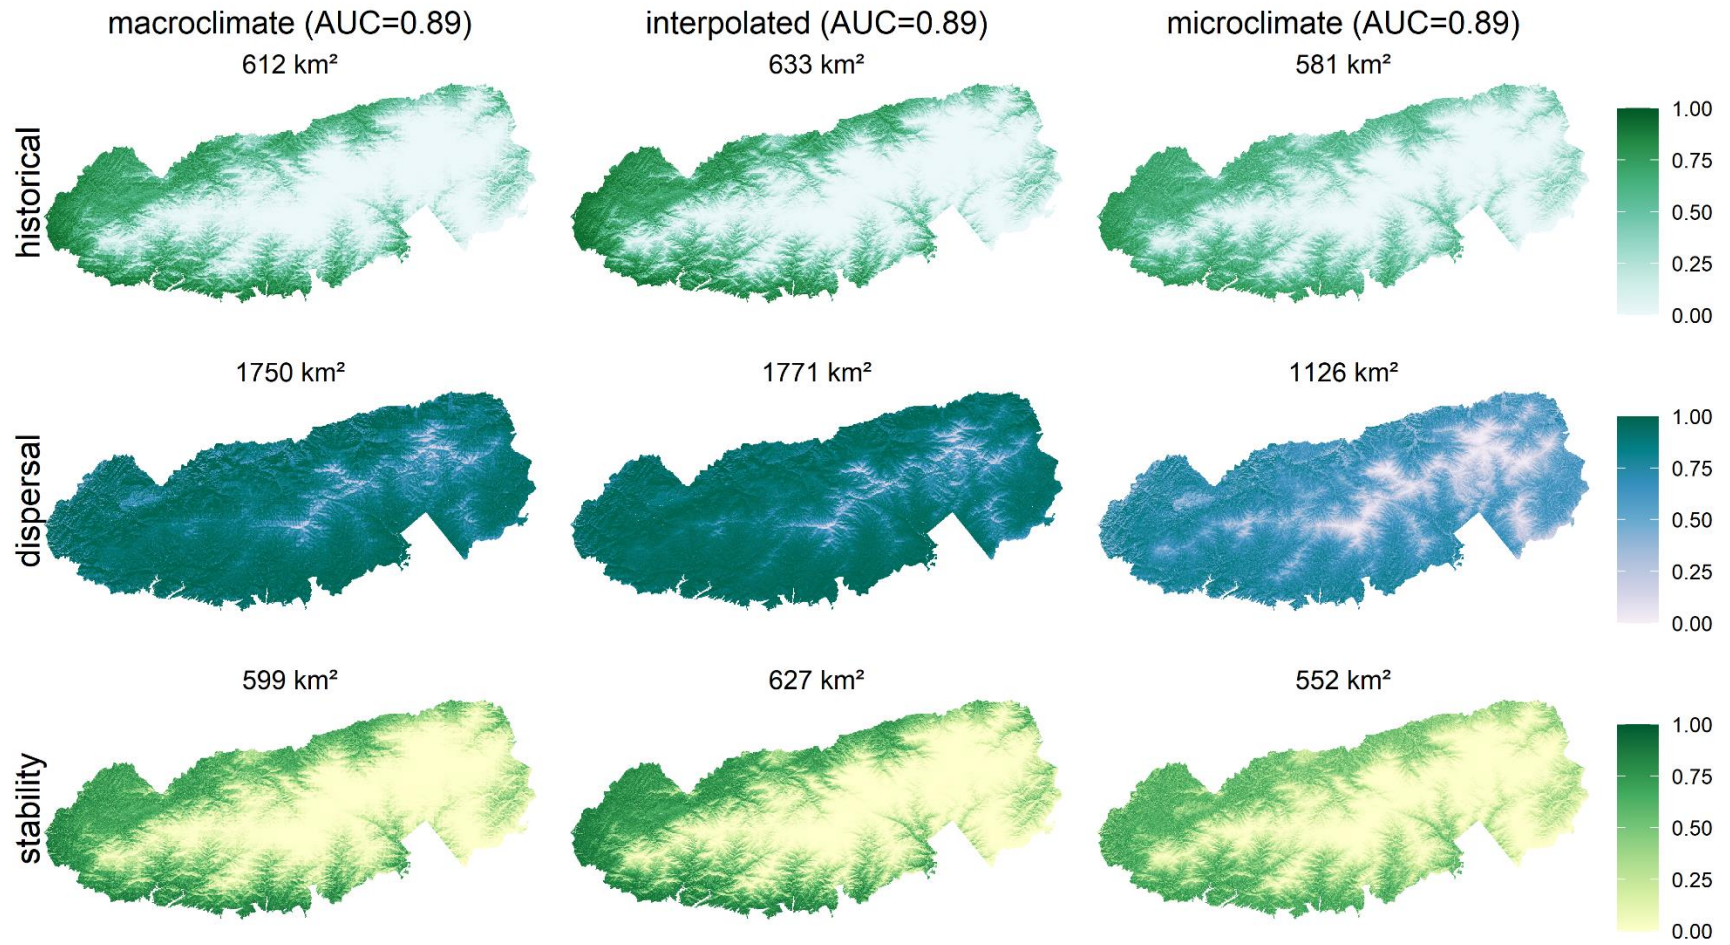 macroclimate (AUC=0.89) interpolated (AUC=0.89) microclimate (AUC=0.89)
612 km² 633 km² 581 km²
historical
1.00
0.75
0.50
0.25
0.00
1750 km² 1771 km² 1126 km²
dispersal
1.00
0.75
0.50
0.25
0.00
599 km² 627 km² 552 km²
stability
1.00
0.75
0.50
0.25
0.00